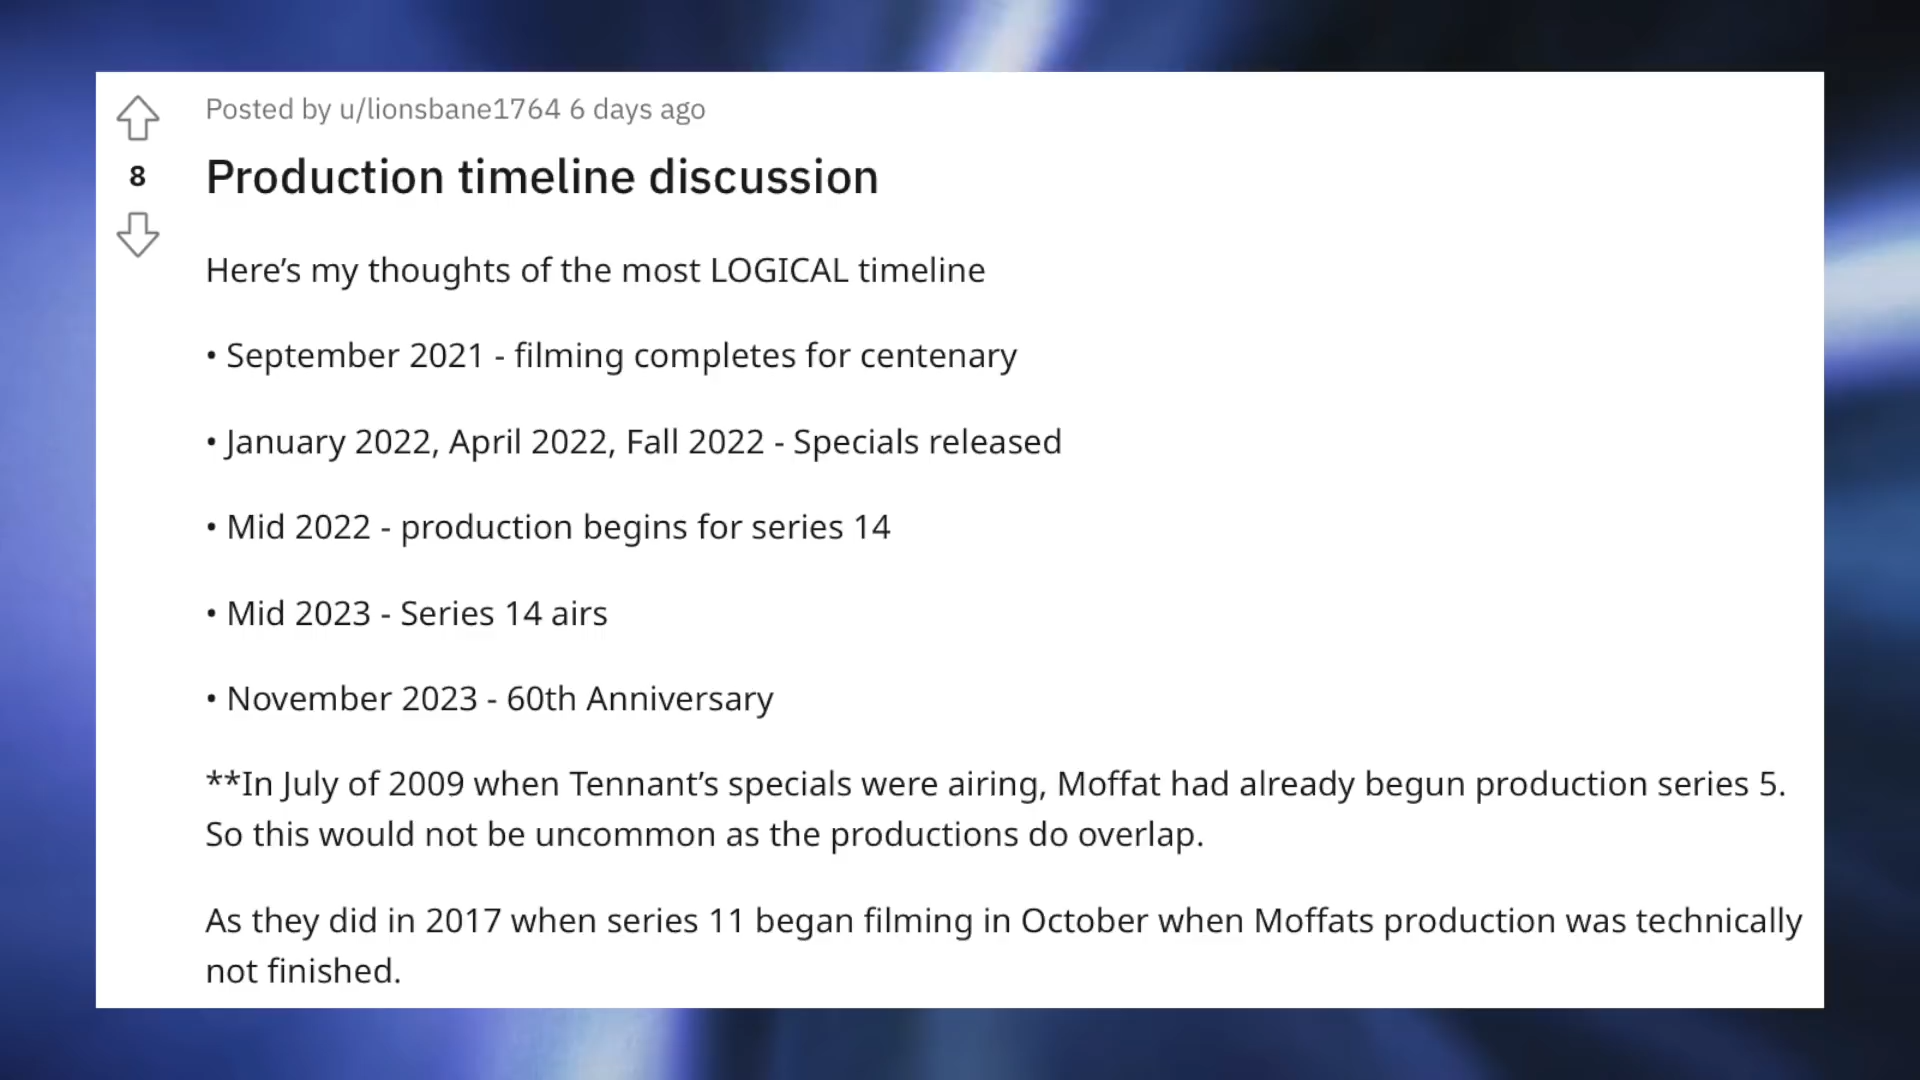 Posted by u/lionsbane1764 6 days ago
8
Production timeline discussion
Here’s my thoughts of the most LOGICAL timeline
• September 2021 - filming completes for centenary
• January 2022, April 2022, Fall 2022 - Specials released
• Mid 2022 - production begins for series 14
• Mid 2023 - Series 14 airs
• November 2023 - 60th Anniversary
**In July of 2009 when Tennant’s specials were airing, Moffat had already begun production series 5.
So this would not be uncommon as the productions do overlap.
As they did in 2017 when series 11 began filming in October when Moffats production was technically
not finished.